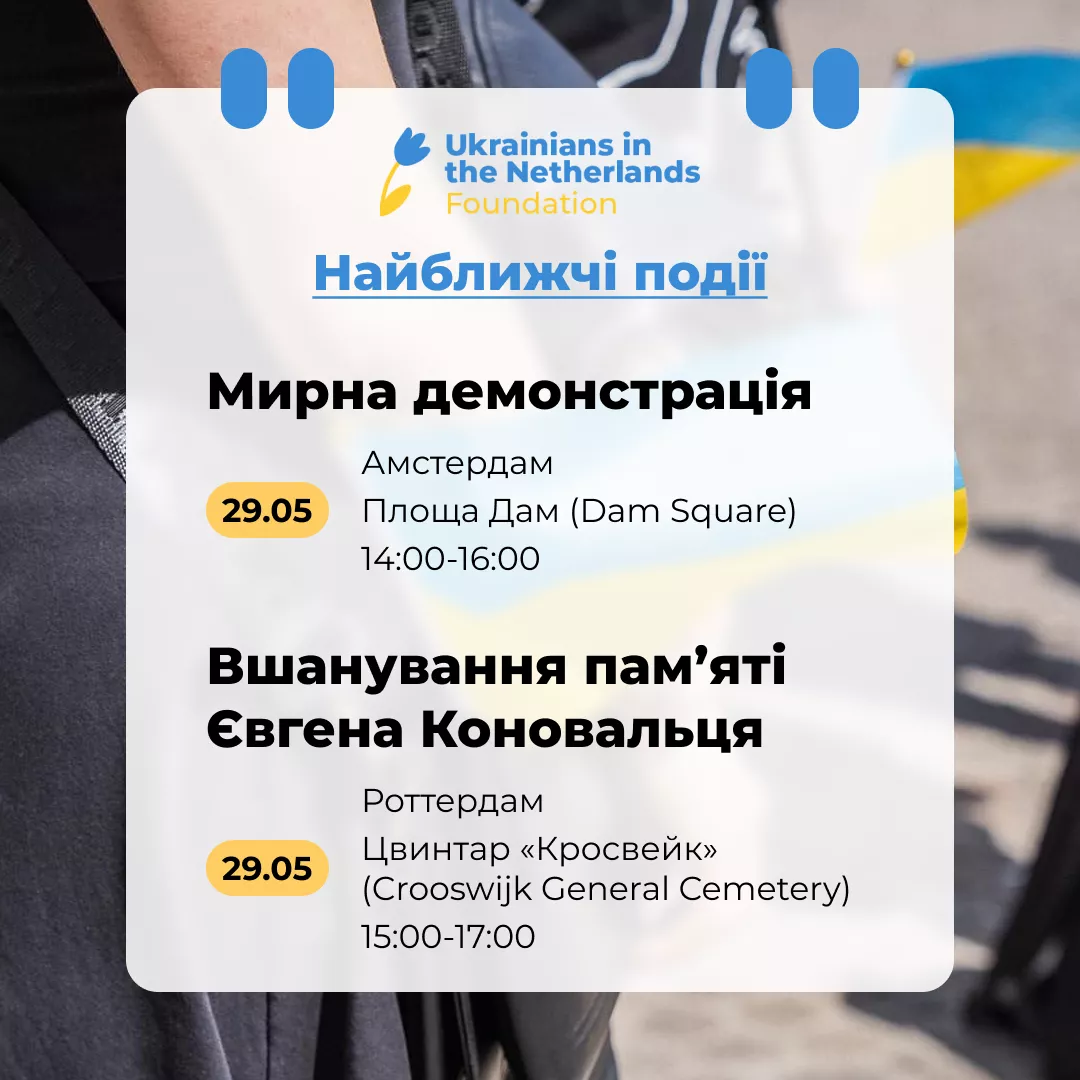 Ukrainians in
the Netherlands
Foundation
Найближчі події
Мирна демонстрація
Амстердам
29.05
Площа Дам (Dam Square)
14:00-16:00
Вшанування пам’яті
Євгена Коновальця
Роттердам
29.05
Цвинтар «Кросвейк»
(Crooswijk General Cemetery)
15:00-17:00